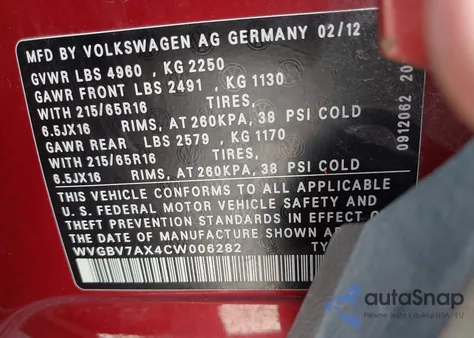 MFD BY VOLKSWAGEN AG GERMANY 02/12
GVWR LBS 4960 , KG 2250
GAWR FRONT LBS 2491 , KG 1130
WITH 215/65R16 TIRES,
6.5JX16 RIMS, AT 260KPA, 38 PSI COLD
GAWR REAR LBS 2579 , KG 1170
WITH 215/65R16 TIRES,
6.5JX16 RIMS, AT 260KPA, 38 PSI COLD
THIS VEHICLE CONFORMS TO ALL APPLICABLE
U.S. FEDERAL MOTOR VEHICLE SAFETY AND
THEFT PREVENTION STANDARDS IN EFFECT ON
DATE OF MANUFACTURE SHOWN
WVGBV7AX4CW006282
0912062
autoSnap